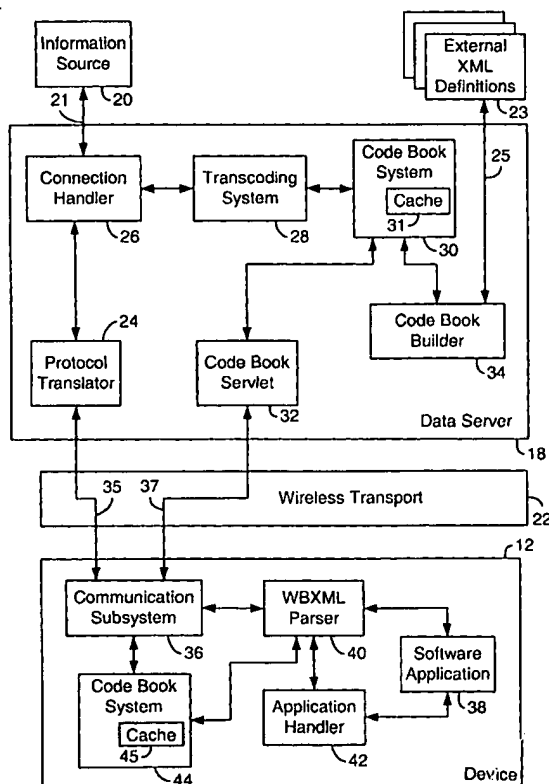 Information
Source
20
21
External
XML
Definitions
23
25
Connection
Handler
26
Transcoding
System
28
Code Book
System
Cache
31
30
24
Protocol
Translator
Code Book
Servlet
32
Code Book
Builder
34
Data Server
18
35
37
Wireless Transport
22
12
Communication
Subsystem
36
WBXML
Parser
40
Software
Application
38
Code Book
System
Cache
45
44
Application
Handler
42
Device